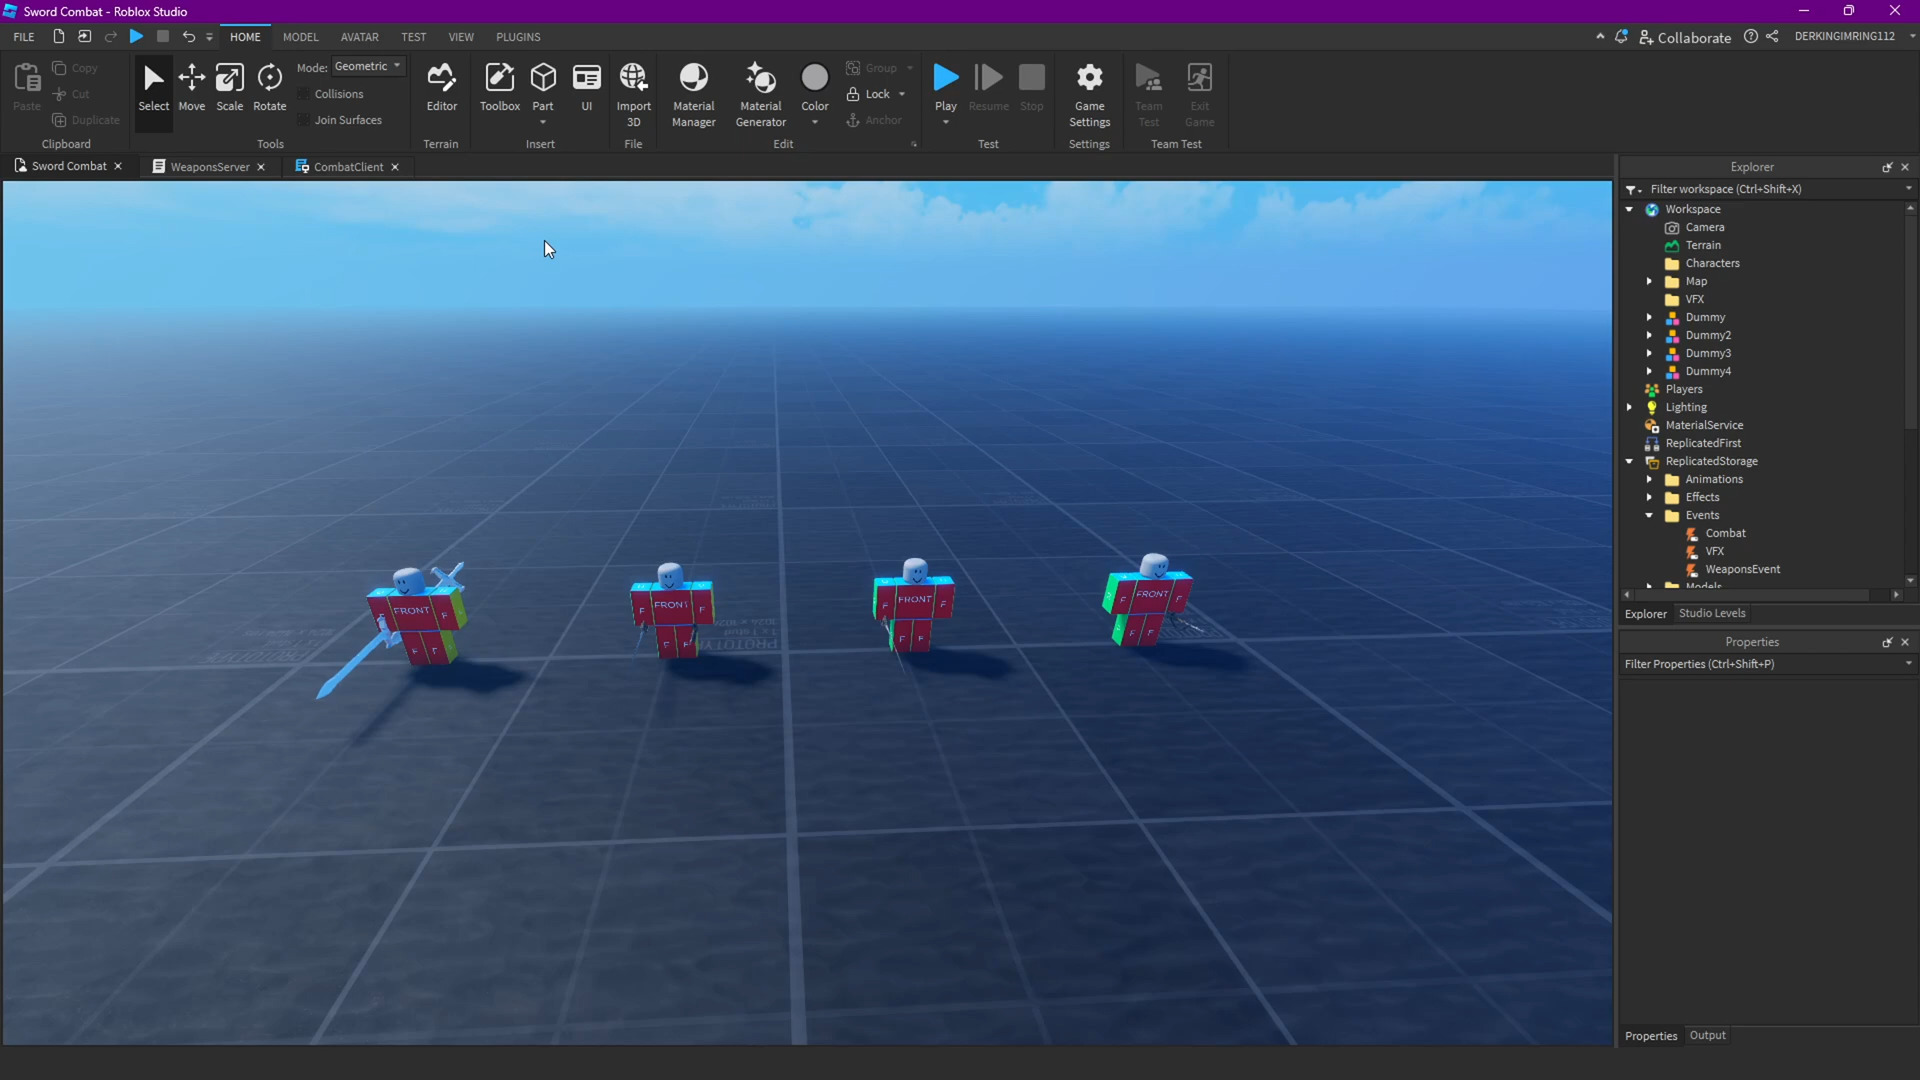 Sword Combat - Roblox Studio
FILE HOME MODEL AVATAR TEST VIEW PLUGINS Collaborate DERKINGIMRING112
Paste Copy Cut Duplicate
Clipboard
Select Move Scale Rotate Mode: Geometric Collisions Join Surfaces
Tools
Editor
Terrain
Toolbox Part UI
Insert
Import 3D
File
Material Manager Material Generator Color Group Lock Anchor
Edit
Play Resume Stop
Test
Game Settings
Settings
Team Test Exit Game
Team Test
Sword Combat WeaponsServer CombatClient
Explorer
Filter workspace (Ctrl+Shift+X)
Workspace
Camera
Terrain
Characters
Map
VFX
Dummy
Dummy2
Dummy3
Dummy4
Players
Lighting
MaterialService
ReplicatedFirst
ReplicatedStorage
Animations
Effects
Events
Combat
VFX
WeaponsEvent
Models
Explorer Studio Levels
Properties
Filter Properties (Ctrl+Shift+P)
Properties Output
FRONT F
F F
F FRONT F
F F
F FRONT F
F F
F FRONT F
F F
PROTOTYPE